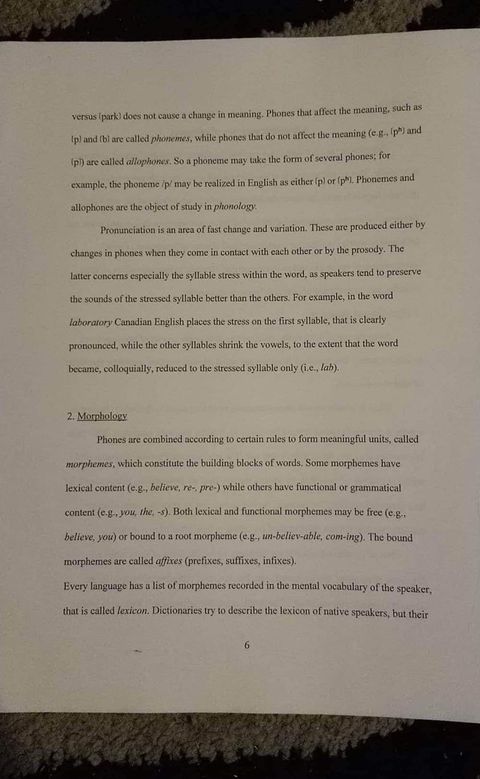 versus [park] does not cause a change in meaning. Phones that affect the meaning, such as
[p] and [b] are called phonemes, while phones that do not affect the meaning (e.g., [pʰ] and
[p]) are called allophones. So a phoneme may take the form of several phones; for
example, the phoneme /p/ may be realized in English as either [p] or [pʰ]. Phonemes and
allophones are the object of study in phonology.
Pronunciation is an area of fast change and variation. These are produced either by
changes in phones when they come in contact with each other or by the prosody. The
latter concerns especially the syllable stress within the word, as speakers tend to preserve
the sounds of the stressed syllable better than the others. For example, in the word
laboratory Canadian English places the stress on the first syllable, that is clearly
pronounced, while the other syllables shrink the vowels, to the extent that the word
became, colloquially, reduced to the stressed syllable only (i.e., lab).
2. Morphology
Phones are combined according to certain rules to form meaningful units, called
morphemes, which constitute the building blocks of words. Some morphemes have
lexical content (e.g., believe, re-, pre-) while others have functional or grammatical
content (e.g., you, the, -s). Both lexical and functional morphemes may be free (e.g.,
believe, you) or bound to a root morpheme (e.g., un-believ-able, com-ing). The bound
morphemes are called affixes (prefixes, suffixes, infixes).
Every language has a list of morphemes recorded in the mental vocabulary of the speaker,
that is called lexicon. Dictionaries try to describe the lexicon of native speakers, but their
6